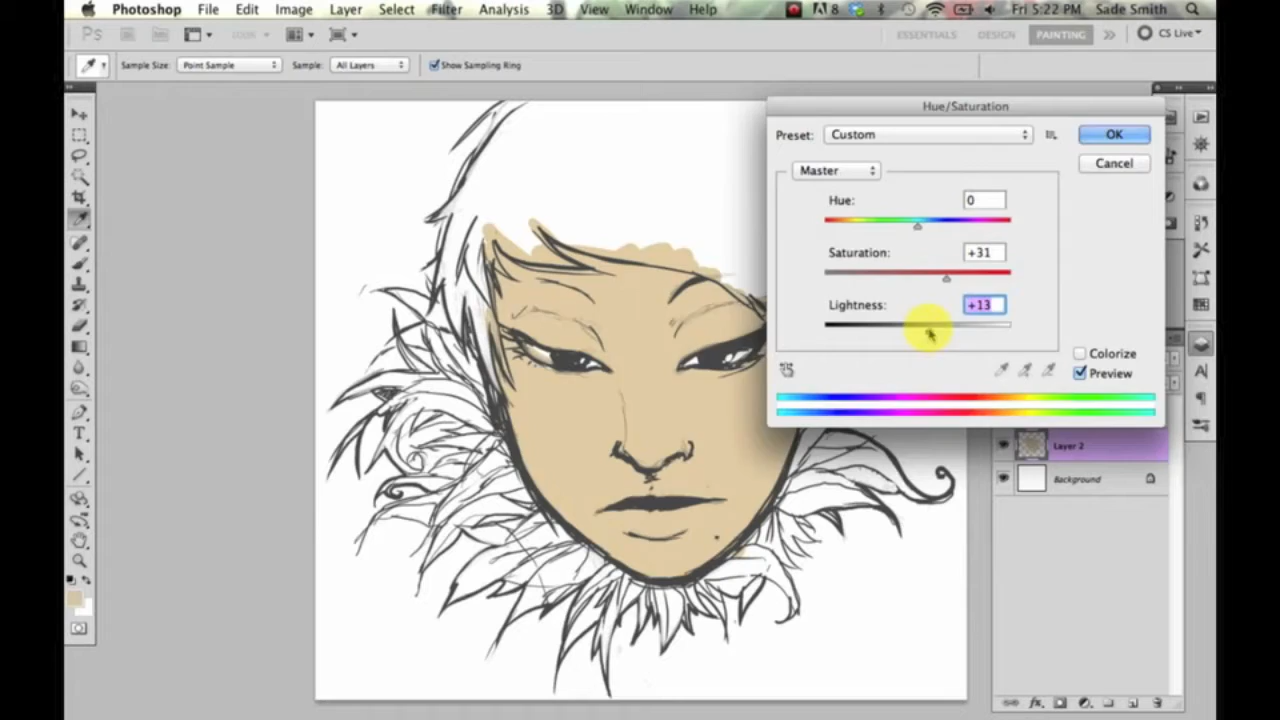 Photoshop File Edit Image Layer Select Filter Analysis 3D View Window Help 8 Fri 5:22 PM Sade Smith
Ps ESSENTIALS DESIGN PAINTING CS Live
Sample Size: Point Sample Sample: All Layers Show Sampling Ring
Hue/Saturation
Preset: Custom OK
Cancel
Master
Hue: 0
Saturation: +31
Lightness: +13
Colorize
Preview
Layer 2
Background